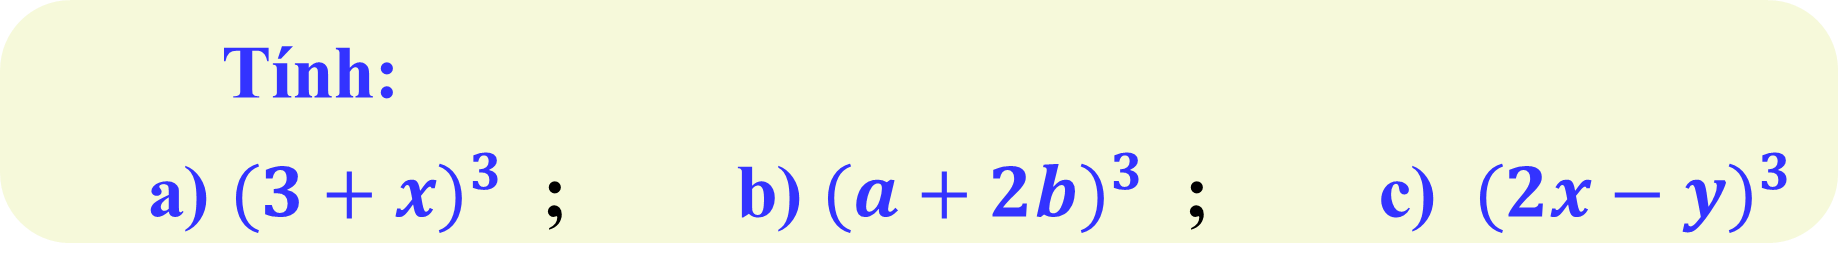 Tính:
a) (3 + x)³ ; b) (a + 2b)³ ; c) (2x − y)³